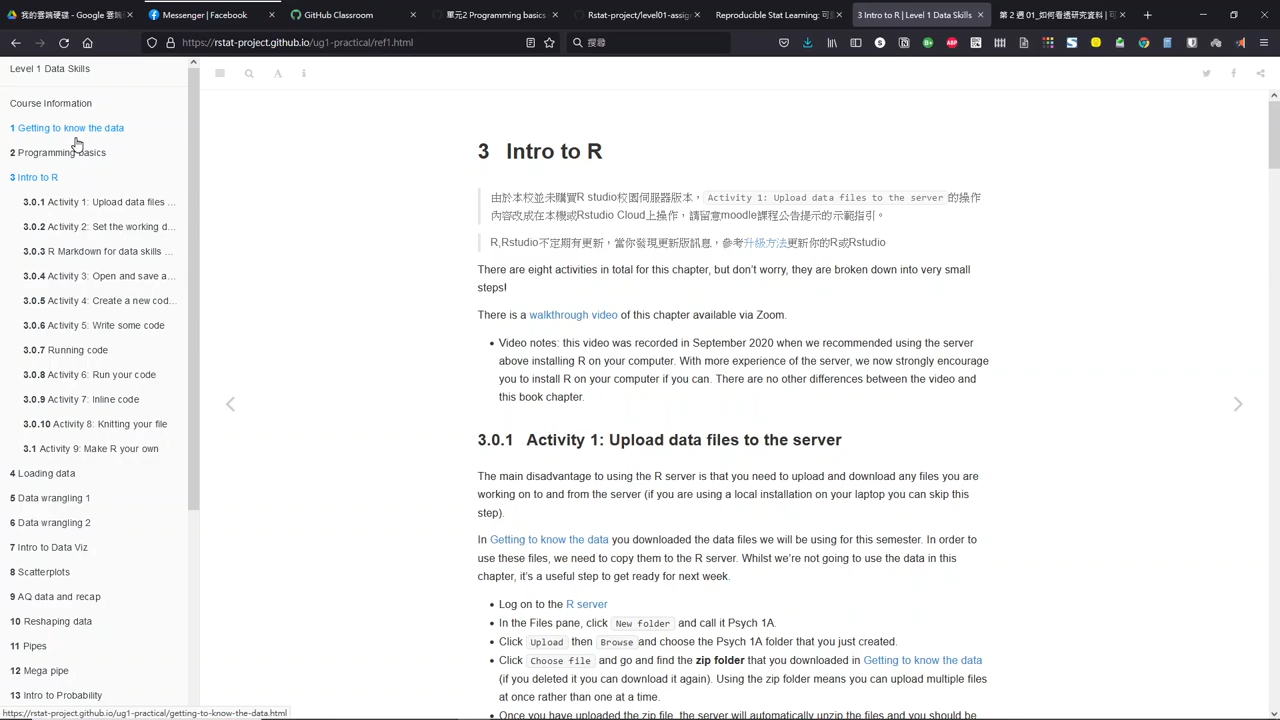 我的雲端硬碟 - Google 雲端硬碟
Messenger | Facebook
GitHub Classroom
單元2 Programming basics
Rstat-project/level01-assig
Reproducible Stat Learning: 可
3 Intro to R | Level 1 Data Skills
第 2 週 01_如何看透研究資料 | 可
https://rstat-project.github.io/ug1-practical/ref1.html
搜尋
Level 1 Data Skills
Course Information
1 Getting to know the data
2 Programming basics
3 Intro to R
3.0.1 Activity 1: Upload data files ...
3.0.2 Activity 2: Set the working d...
3.0.3 R Markdown for data skills ...
3.0.4 Activity 3: Open and save a...
3.0.5 Activity 4: Create a new cod...
3.0.6 Activity 5: Write some code
3.0.7 Running code
3.0.8 Activity 6: Run your code
3.0.9 Activity 7: Inline code
3.0.10 Activity 8: Knitting your file
3.1 Activity 9: Make R your own
4 Loading data
5 Data wrangling 1
6 Data wrangling 2
7 Intro to Data Viz
8 Scatterplots
9 AQ data and recap
10 Reshaping data
11 Pipes
12 Mega pipe
13 Intro to Probability
https://rstat-project.github.io/ug1-practical/getting-to-know-the-data.html
3 Intro to R
由於本校並未購買R studio校園伺服器版本，Activity 1: Upload data files to the server的操作
內容改成在本機或Rstudio Cloud上操作，請留意moodle課程公告提示的示範指引。
R,Rstudio不定期有更新，當你發現更新版訊息，參考升級方法更新你的R或Rstudio
There are eight activities in total for this chapter, but don’t worry, they are broken down into very small
steps!
There is a walkthrough video of this chapter available via Zoom.
• Video notes: this video was recorded in September 2020 when we recommended using the server
above installing R on your computer. With more experience of the server, we now strongly encourage
you to install R on your computer if you can. There are no other differences between the video and
this book chapter.
3.0.1 Activity 1: Upload data files to the server
The main disadvantage to using the R server is that you need to upload and download any files you are
working on to and from the server (if you are using a local installation on your laptop you can skip this
step).
In Getting to know the data you downloaded the data files we will be using for this semester. In order to
use these files, we need to copy them to the R server. Whilst we’re not going to use the data in this
chapter, it’s a useful step to get ready for next week.
• Log on to the R server
• In the Files pane, click New folder and call it Psych 1A.
• Click Upload then Browse and choose the Psych 1A folder that you just created.
• Click Choose file and go and find the zip folder that you downloaded in Getting to know the data
(if you deleted it you can download it again). Using the zip folder means you can upload multiple files
at once rather than one at a time.
• Once you have uploaded the zip file, the server will automatically unzip the files and you should be